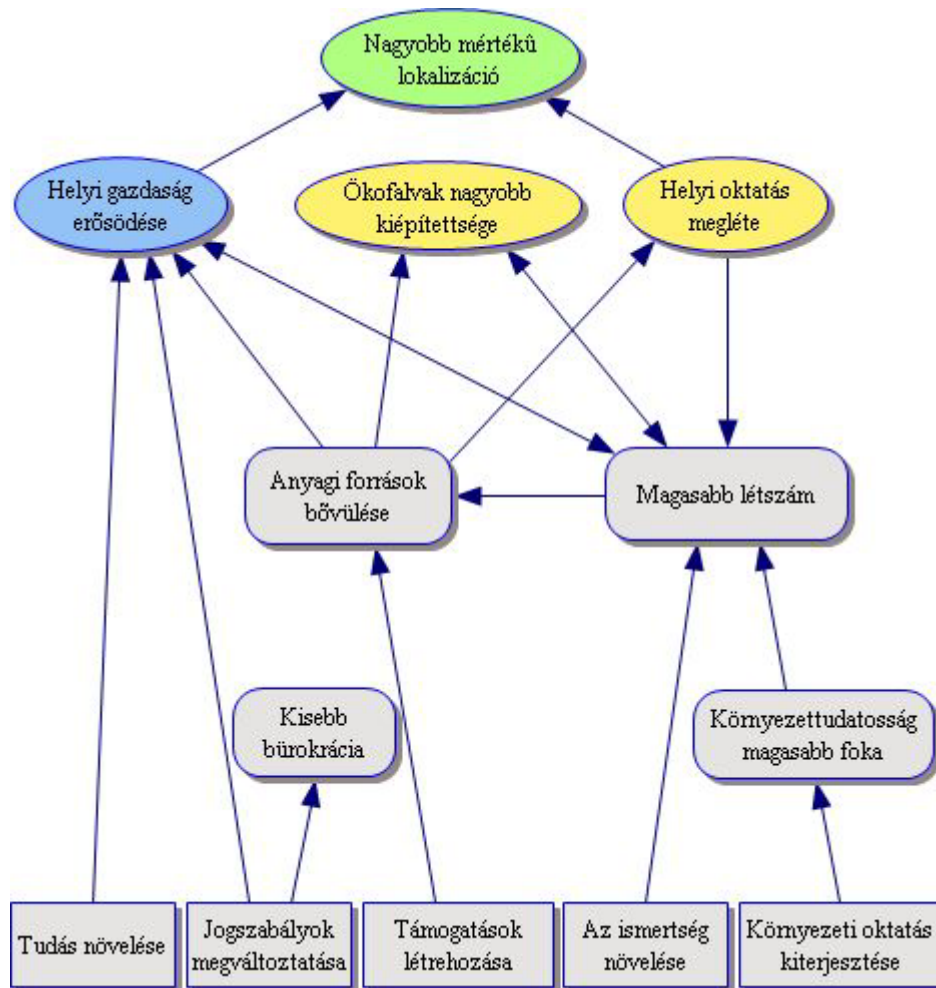 Nagyobb mértékû
lokalizáció
Helyi gazdaság
erősödése
Ökofalvak nagyobb
kiépítettsége
Helyi oktatás
megléte
Anyagi források
bővülése
Magasabb létszám
Kisebb
bürokrácia
Környezettudatosság
magasabb foka
Tudás növelése
Jogszabályok
megváltoztatása
Támogatások
létrehozása
Az ismertség
növelése
Környezeti oktatás
kiterjesztése